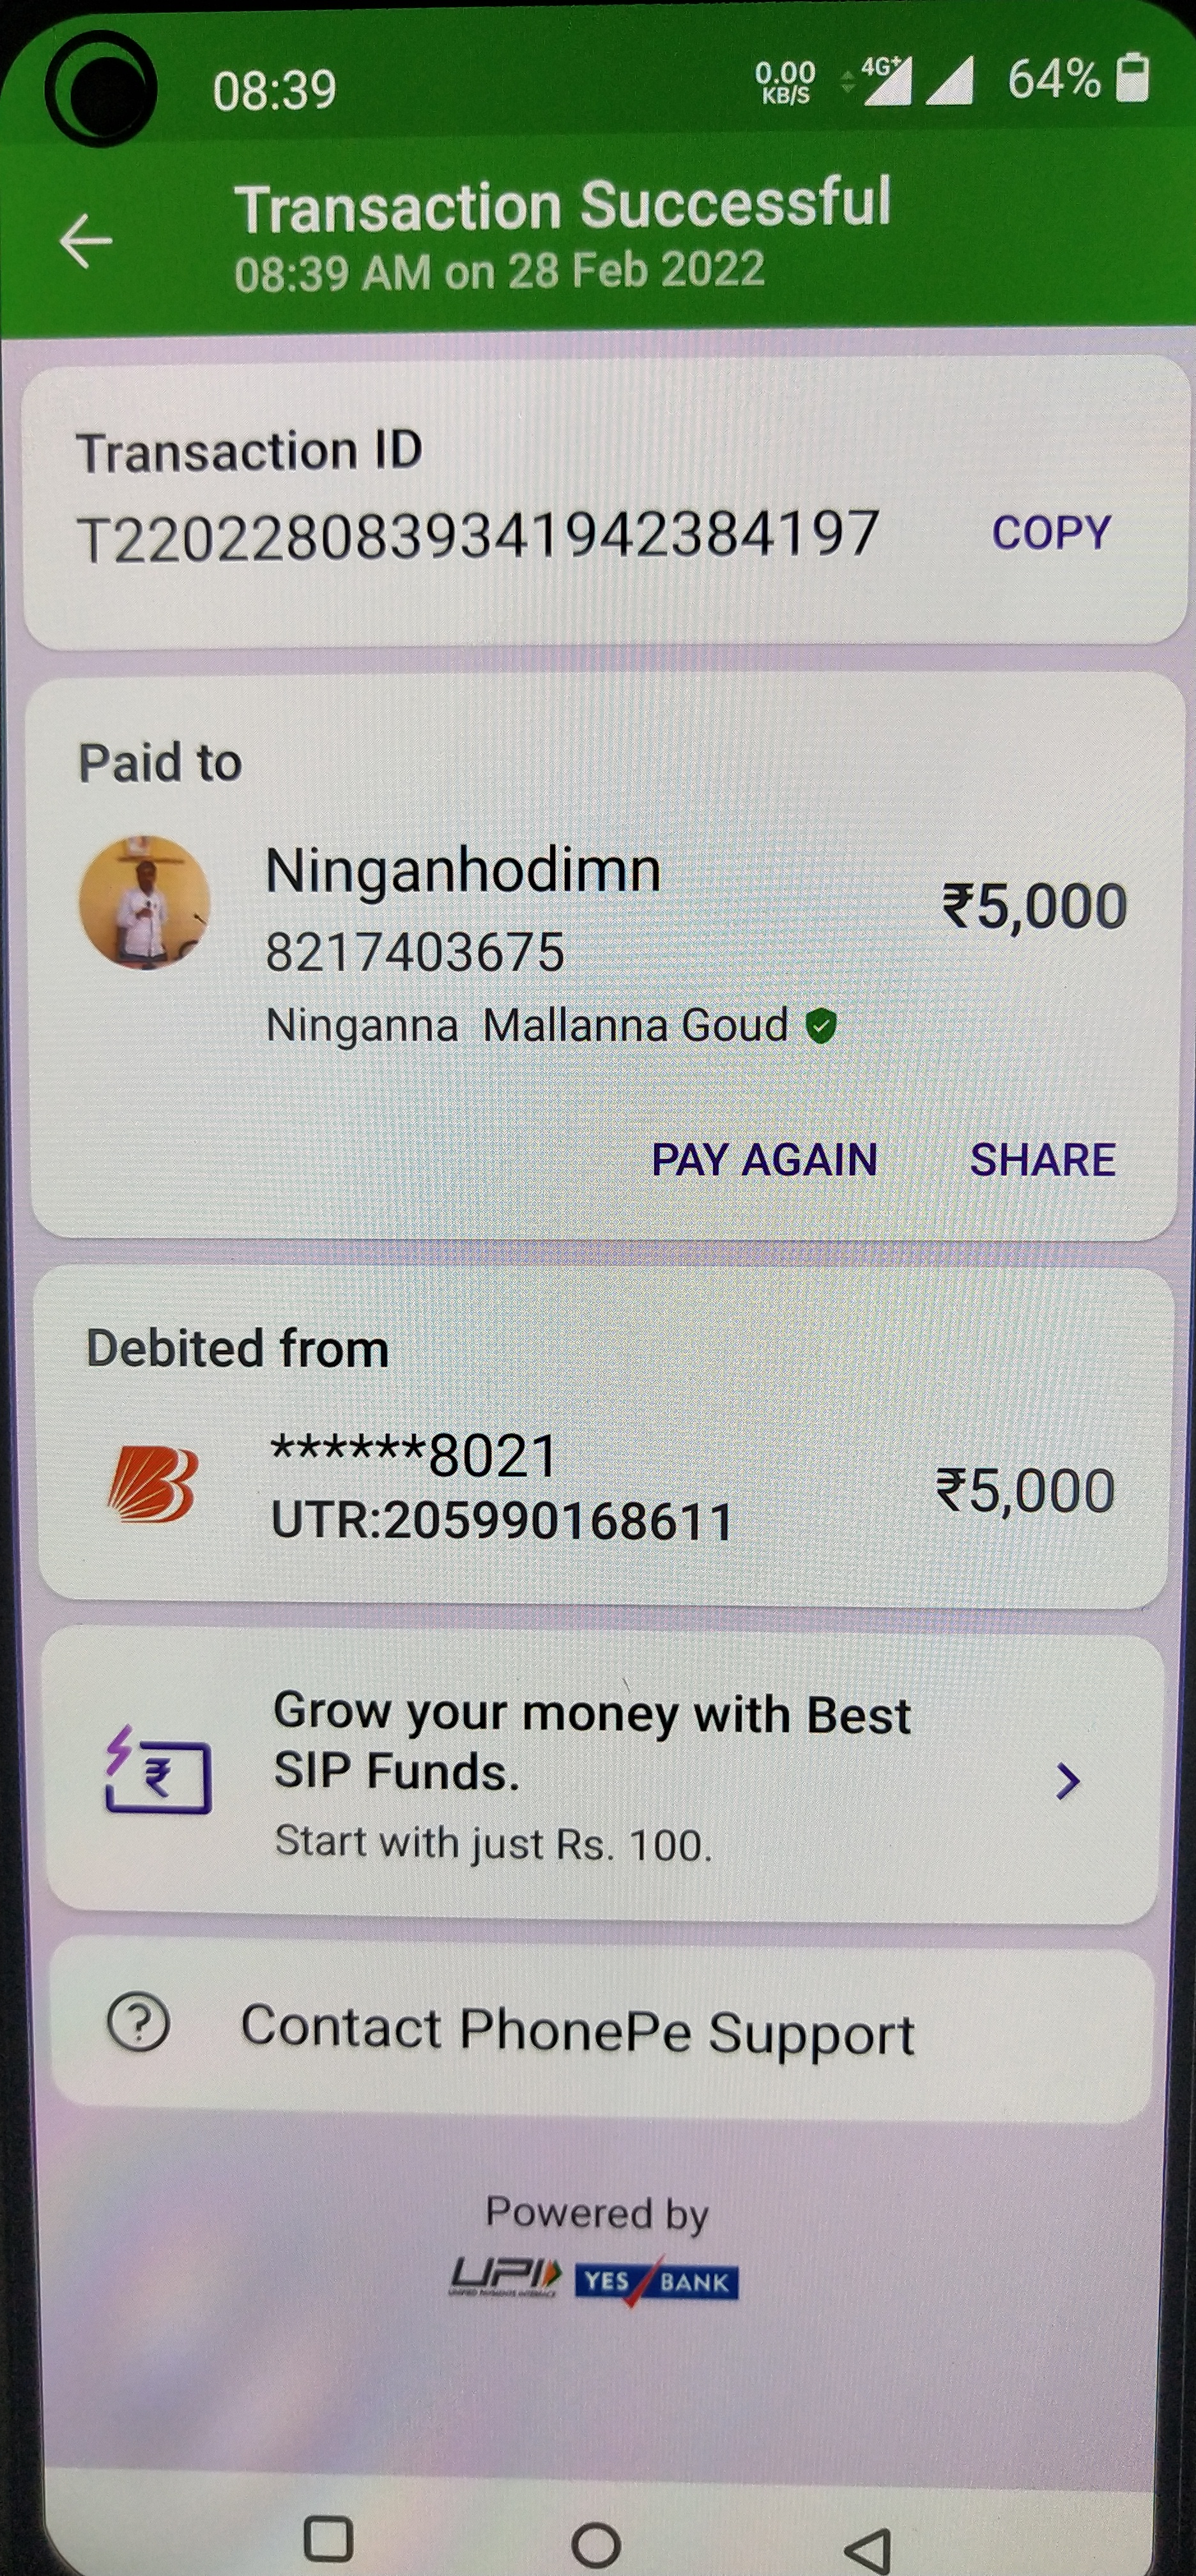 08:39
0.00
KB/S
4G+
64%
Transaction Successful
08:39 AM on 28 Feb 2022
Transaction ID
T2202280839341942384197
COPY
Paid to
Ninganhodimn
₹5,000
8217403675
Ninganna Mallanna Goud
PAY AGAIN
SHARE
Debited from
******8021
₹5,000
UTR:205990168611
Grow your money with Best
SIP Funds.
₹
Start with just Rs. 100.
Contact PhonePe Support
Powered by
UPI
UNIFIED PAYMENTS INTERFACE
YES BANK